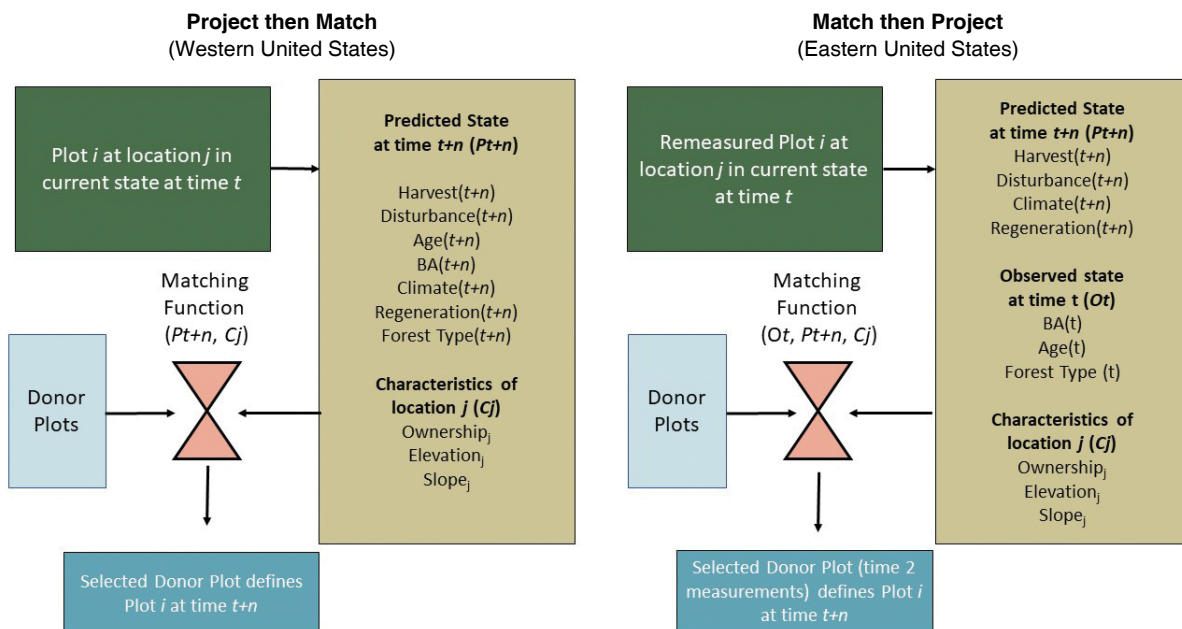 Project then Match
(Western United States)
Plot i at location j in
current state at time t
Predicted State
at time t+n (Pt+n)
Harvest(t+n)
Disturbance(t+n)
Age(t+n)
BA(t+n)
Climate(t+n)
Regeneration(t+n)
Forest Type(t+n)
Characteristics of
location j (Cj)
Ownershipj
Elevationj
Slopej
Matching
Function
(Pt+n, Cj)
Donor
Plots
Selected Donor Plot defines
Plot i at time t+n
Match then Project
(Eastern United States)
Remeasured Plot i at
location j in current state
at time t
Predicted State
at time t+n (Pt+n)
Harvest(t+n)
Disturbance(t+n)
Climate(t+n)
Regeneration(t+n)
Observed state
at time t (Ot)
BA(t)
Age(t)
Forest Type (t)
Characteristics of
location j (Cj)
Ownershipj
Elevationj
Slopej
Matching
Function
(Ot, Pt+n, Cj)
Donor
Plots
Selected Donor Plot (time 2
measurements) defines Plot i
at time t+n